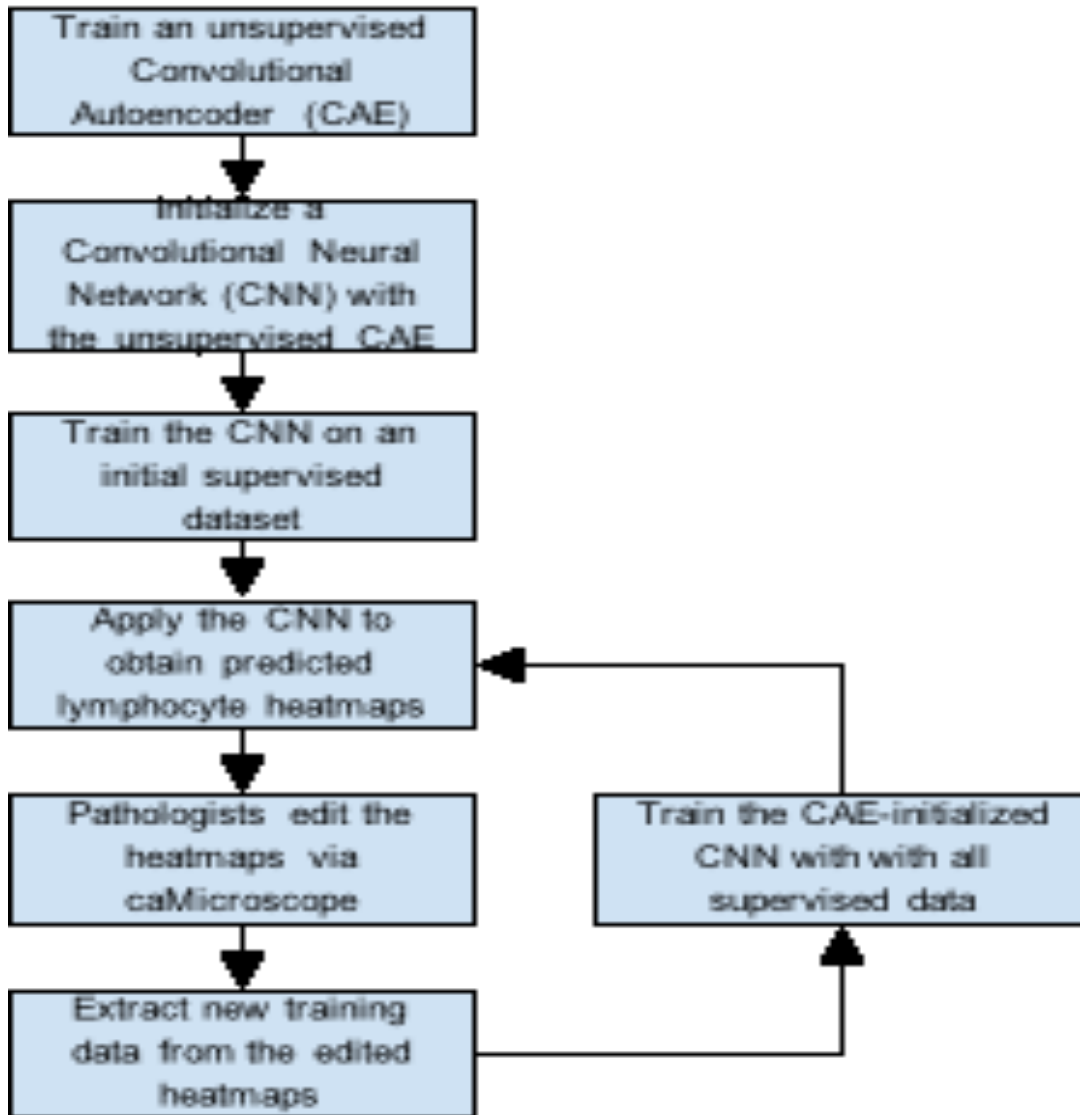 Train an unsupervised
Convolutional
Autoencoder (CAE)
Initialize a
Convolutional Neural
Network (CNN) with
the unsupervised CAE
Train the CNN on an
initial supervised
dataset
Apply the CNN to
obtain predicted
lymphocyte heatmaps
Pathologists edit the
heatmaps via
caMicroscope
Extract new training
data from the edited
heatmaps
Train the CAE-initialized
CNN with with all
supervised data